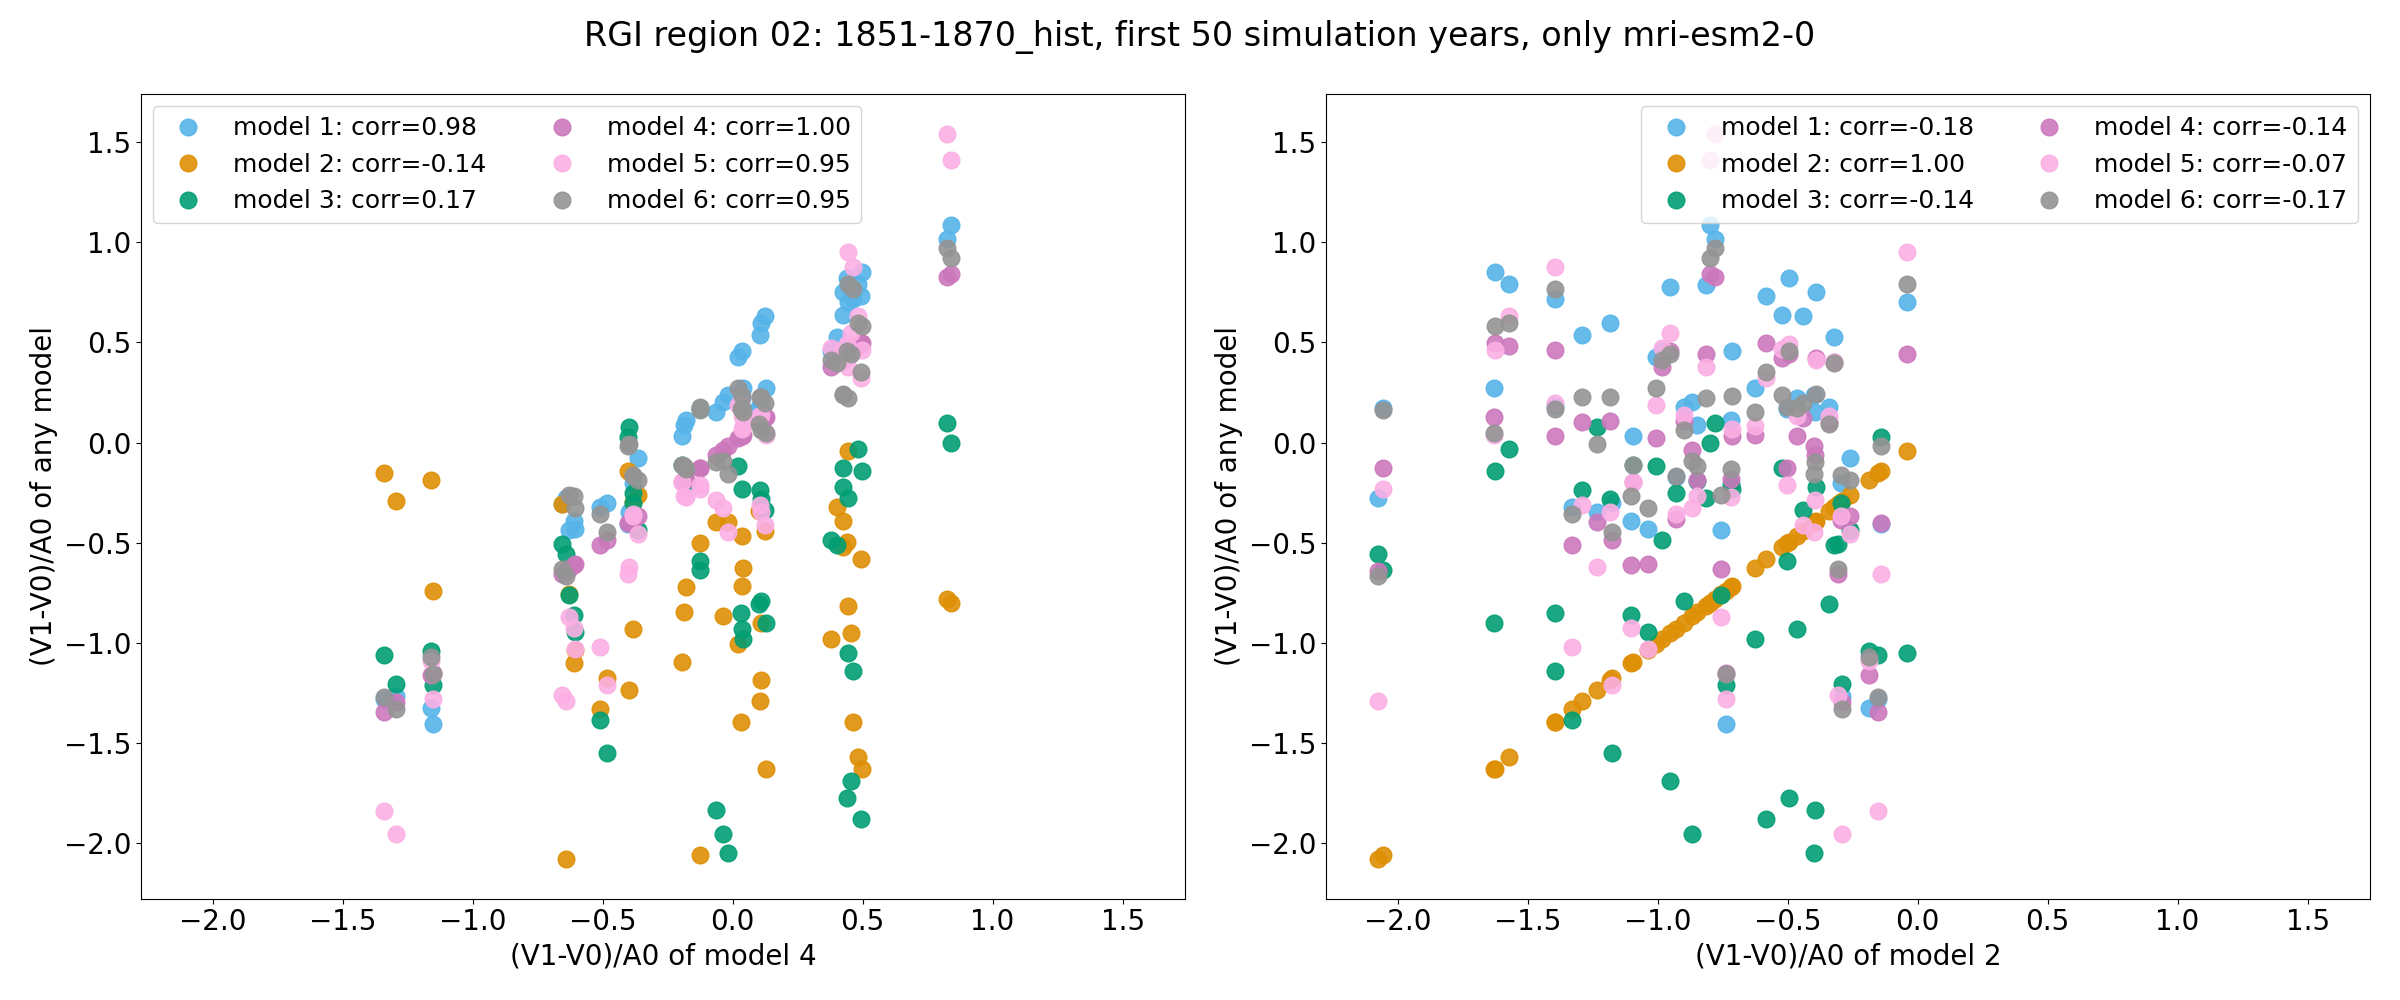 RGI region 02: 1851-1870_hist, first 50 simulation years, only mri-esm2-0
model 1: corr=0.98
model 2: corr=-0.14
model 3: corr=0.17
model 4: corr=1.00
model 5: corr=0.95
model 6: corr=0.95
1.5
1.0
0.5
0.0
−0.5
−1.0
−1.5
−2.0
(V1-V0)/A0 of any model
−2.0 −1.5 −1.0 −0.5 0.0 0.5 1.0 1.5
(V1-V0)/A0 of model 4
model 1: corr=-0.18
model 2: corr=1.00
model 3: corr=-0.14
model 4: corr=-0.14
model 5: corr=-0.07
model 6: corr=-0.17
1.5
1.0
0.5
0.0
−0.5
−1.0
−1.5
−2.0
(V1-V0)/A0 of any model
−2.0 −1.5 −1.0 −0.5 0.0 0.5 1.0 1.5
(V1-V0)/A0 of model 2